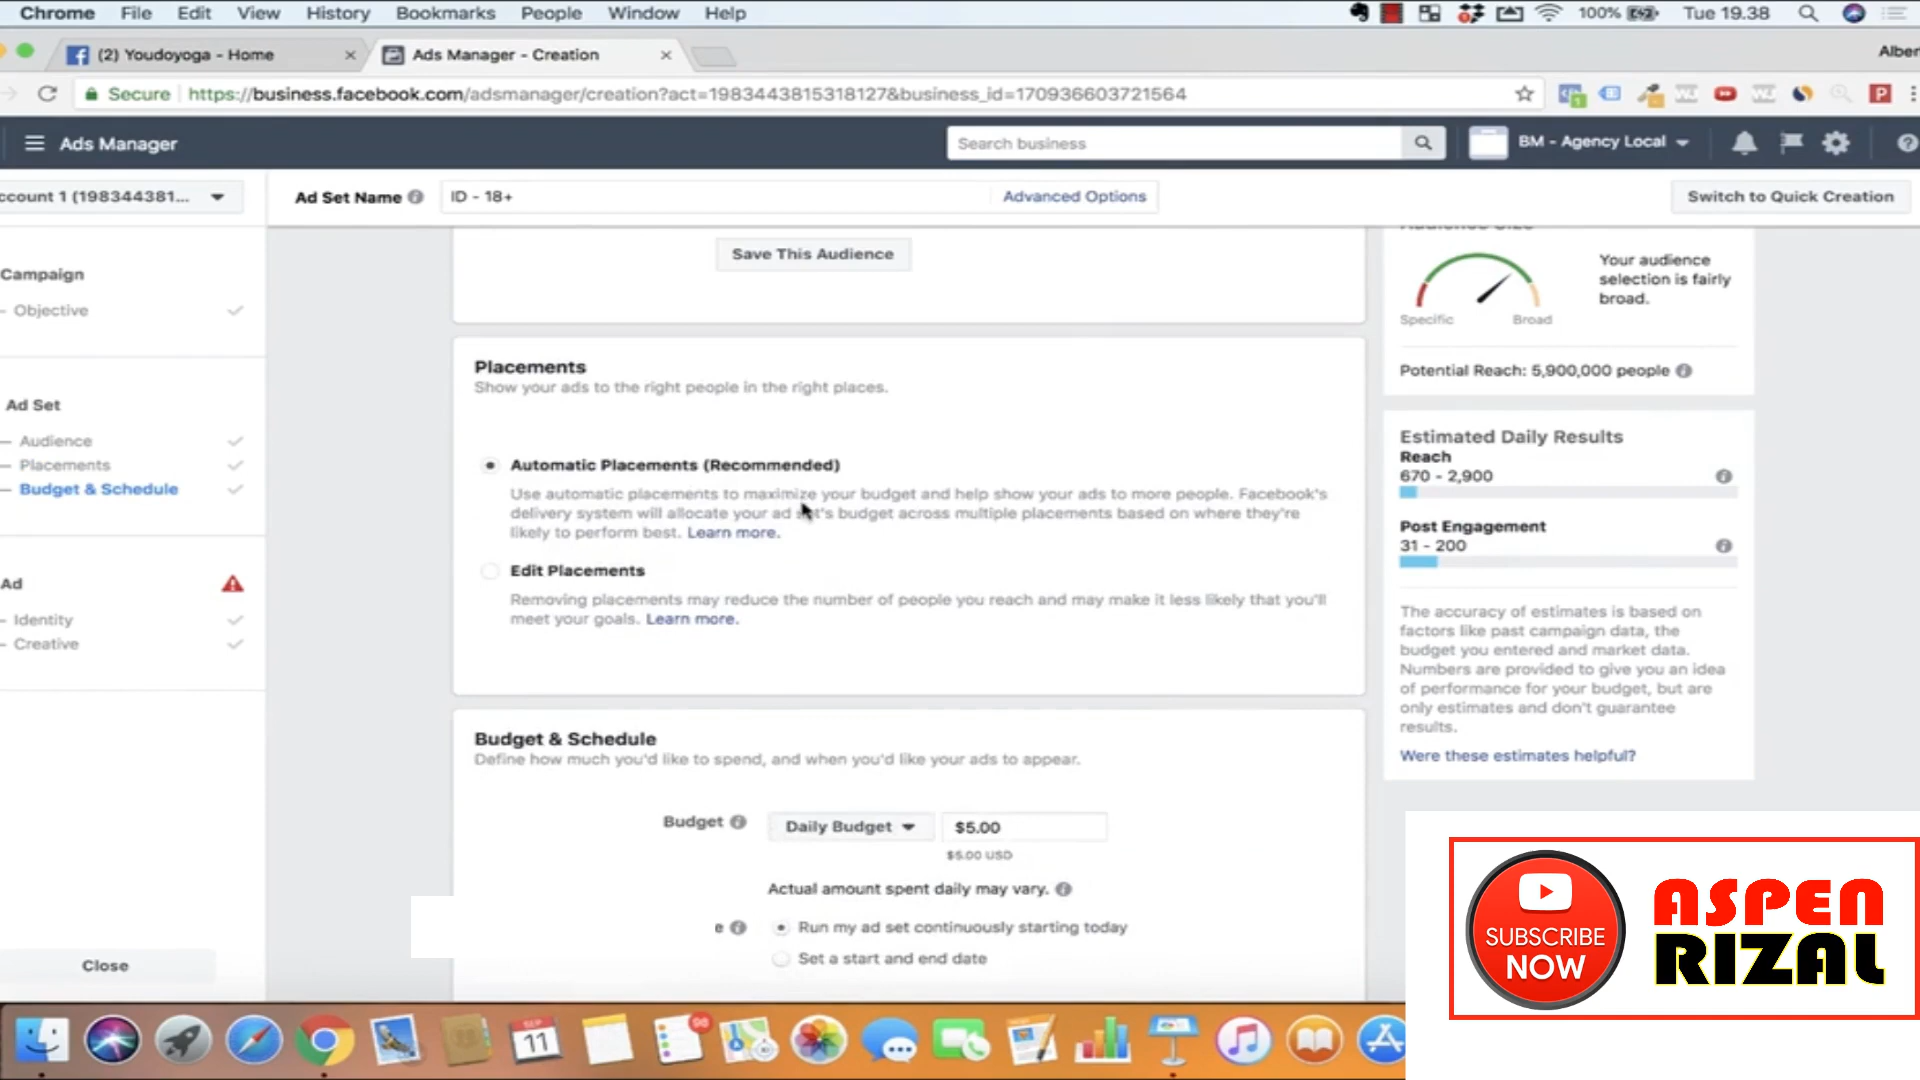 Chrome File Edit View History Bookmarks People Window Help 100% Tue 19.38
(2) Youdoyoga - Home Ads Manager - Creation Alber
Secure https://business.facebook.com/adsmanager/creation?act=1983443815318127&business_id=170936603721564
Ads Manager Search business BM - Agency Local
ccount 1 (198344381... Ad Set Name ID - 18+ Advanced Options Switch to Quick Creation
Campaign
Objective
Ad Set
Audience
Placements
Budget & Schedule
Ad
Identity
Creative
Close
Save This Audience
Placements
Show your ads to the right people in the right places.
Automatic Placements (Recommended)
Use automatic placements to maximize your budget and help show your ads to more people. Facebook's
delivery system will allocate your ad set's budget across multiple placements based on where they're
likely to perform best. Learn more.
Edit Placements
Removing placements may reduce the number of people you reach and may make it less likely that you'll
meet your goals. Learn more.
Budget & Schedule
Define how much you'd like to spend, and when you'd like your ads to appear.
Budget Daily Budget $5.00
$5.00 USD
Actual amount spent daily may vary.
e Run my ad set continuously starting today
Set a start and end date
Audience Size
Your audience
selection is fairly
broad.
Specific Broad
Potential Reach: 5,900,000 people
Estimated Daily Results
Reach
670 - 2,900
Post Engagement
31 - 200
The accuracy of estimates is based on
factors like past campaign data, the
budget you entered and market data.
Numbers are provided to give you an idea
of performance for your budget, but are
only estimates and don't guarantee
results.
Were these estimates helpful?
SUBSCRIBE
NOW
ASPEN
RIZAL
SEP
11